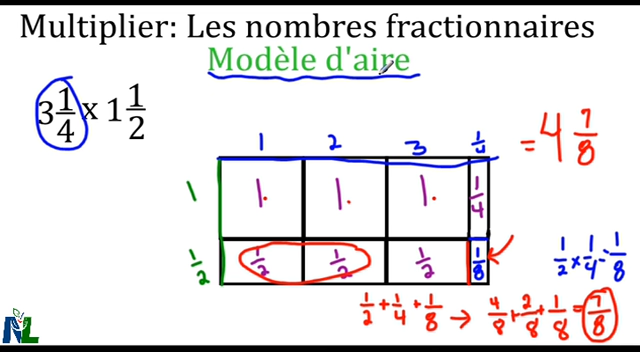 Multiplier: Les nombres fractionnaires
Modèle d'aire
3 1/4 x 1 1/2
= 4 7/8
1 2 3 1/4
1 1. 1. 1. 1/4
1/2 1/2 1/2 1/2 1/8
1/2 × 1/4 = 1/8
1/2 + 1/4 + 1/8 → 4/8 + 2/8 + 1/8 = 7/8
NL